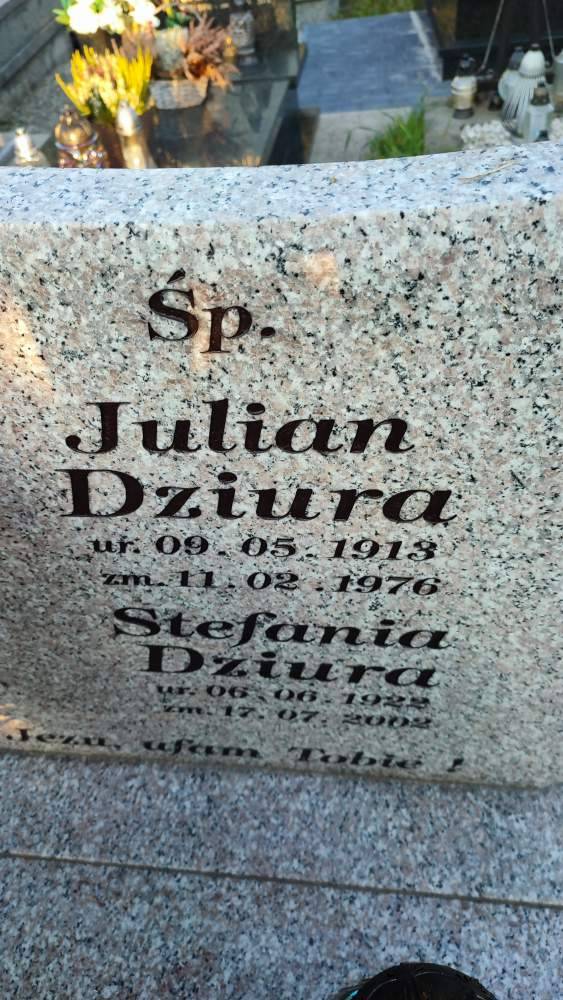 Śp.
Julian
Dziura
ur. 09.05.1913
zm. 11.02.1976
Stefania
Dziura
ur. 06.06.1922
zm. 17.07.2002
Jezu, ufam Tobie !